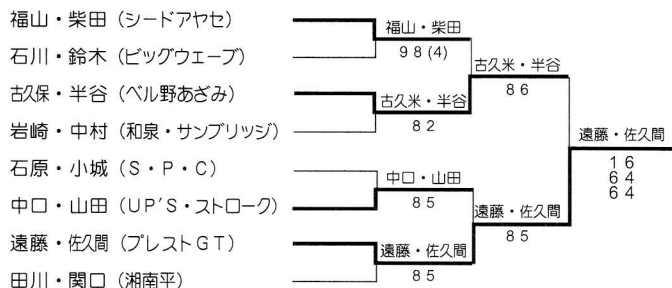 福山・柴田（シードアヤセ）
石川・鈴木（ビッグウェーブ）
古久保・半谷（ベル野あざみ）
岩崎・中村（和泉・サンブリッジ）
石原・小城（S・P・C）
中口・山田（UP'S・ストローク）
遠藤・佐久間（プレストGT）
田川・関口（湘南平）
福山・柴田
98(4)
古久米・半谷
82
中口・山田
85
遠藤・佐久間
85
古久米・半谷
86
遠藤・佐久間
85
遠藤・佐久間
16
64
64